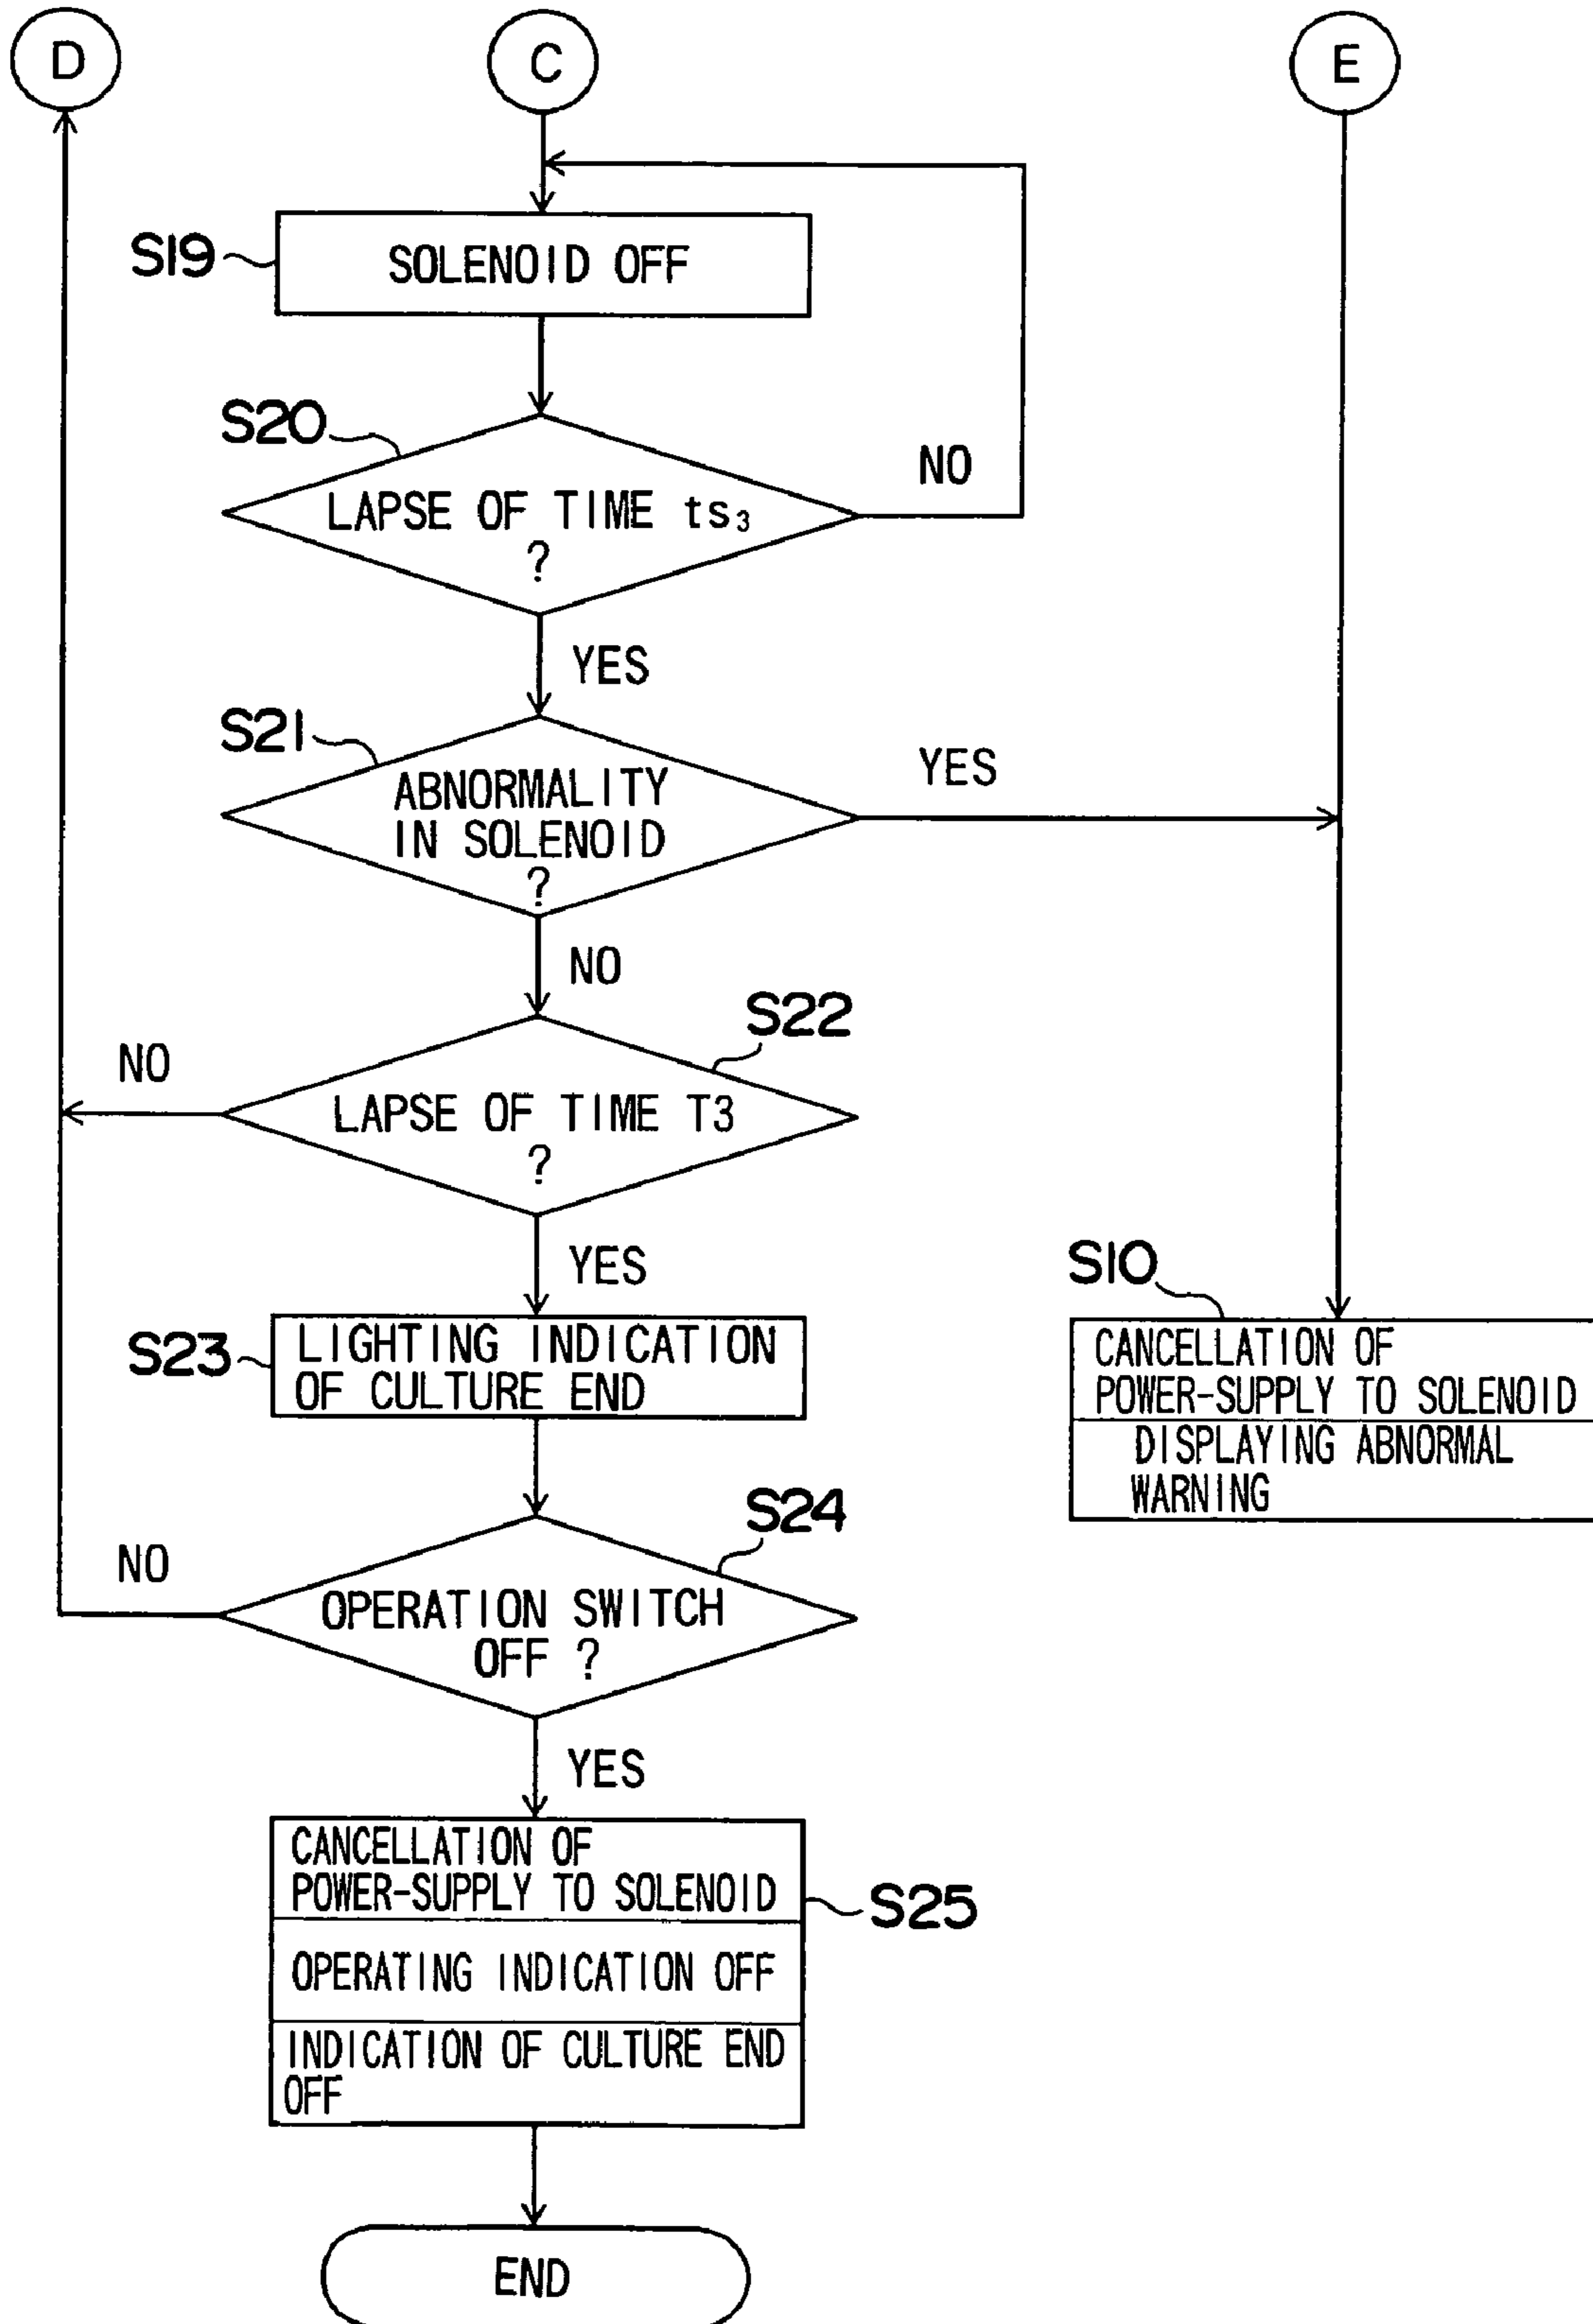 D
C
E
S19
SOLENOID OFF
S20
NO
LAPSE OF TIME ts₃
?
YES
S21
YES
ABNORMALITY
IN SOLENOID
?
NO
S22
NO
LAPSE OF TIME T3
?
YES
S10
S23
LIGHTING INDICATION
OF CULTURE END
CANCELLATION OF
POWER-SUPPLY TO SOLENOID
DISPLAYING ABNORMAL
WARNING
S24
NO
OPERATION SWITCH
OFF ?
YES
CANCELLATION OF
POWER-SUPPLY TO SOLENOID
S25
OPERATING INDICATION OFF
INDICATION OF CULTURE END
OFF
END